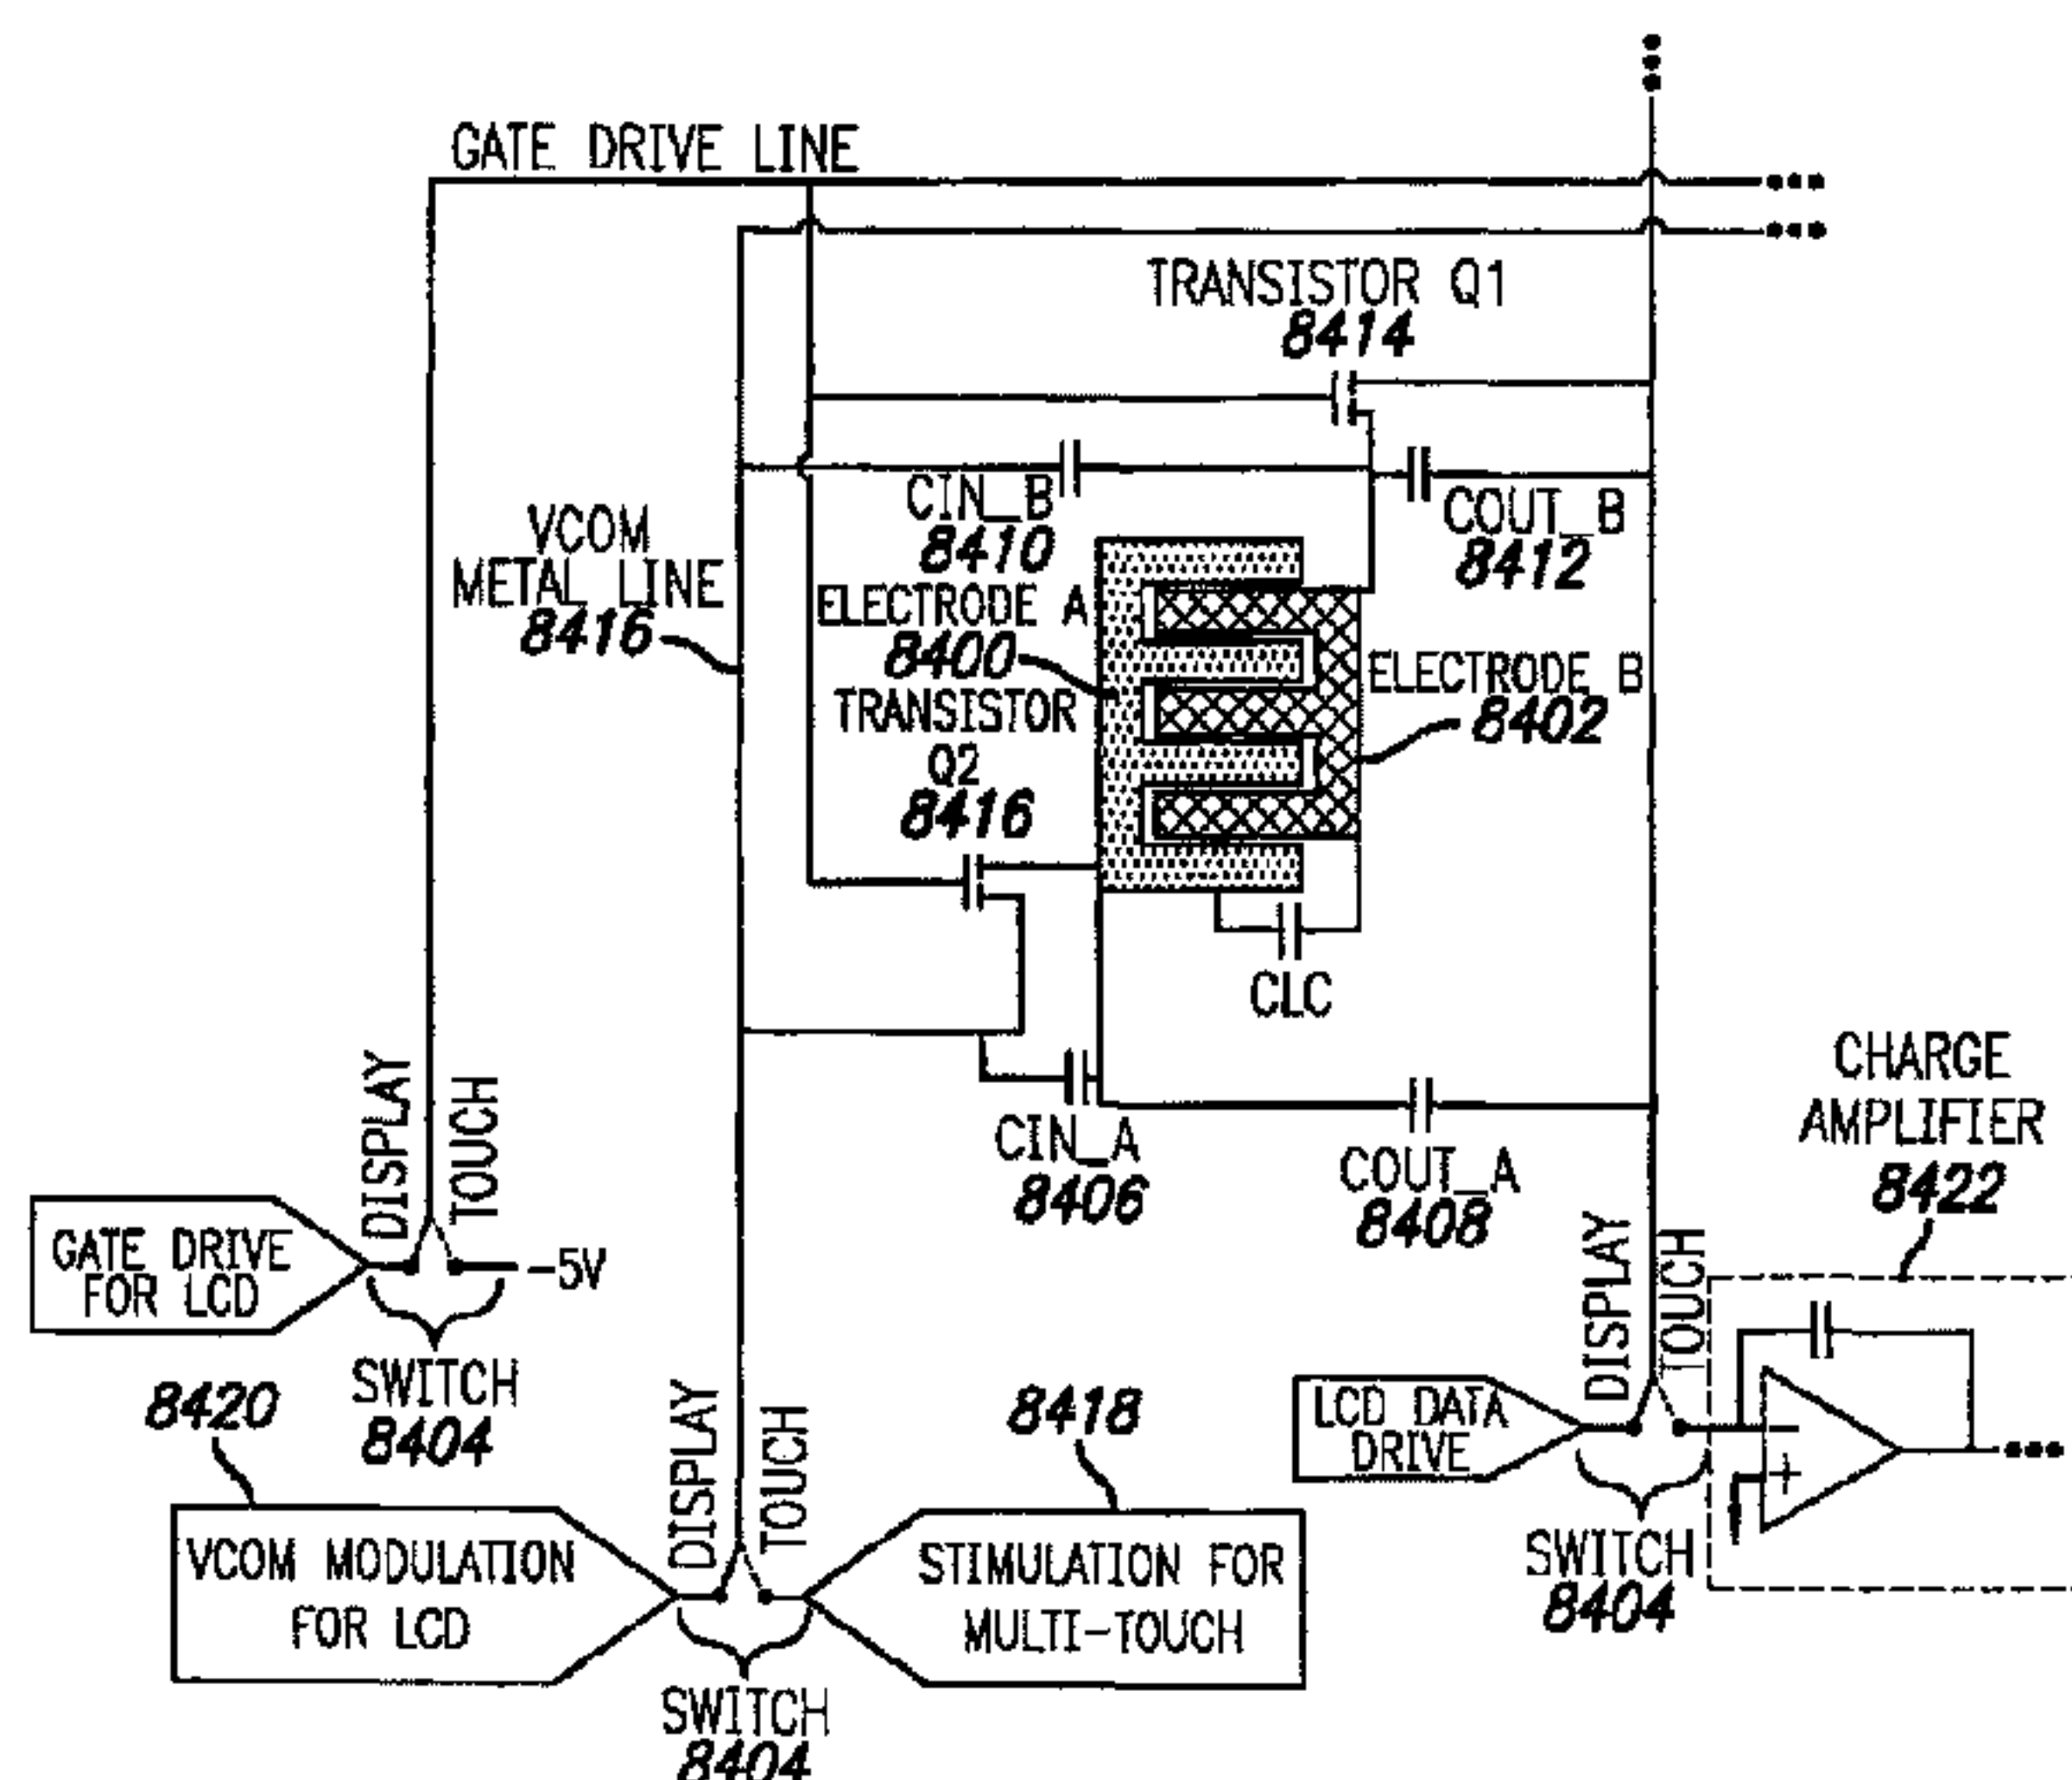 GATE DRIVE LINE
TRANSISTOR Q1
8414
CIN_B
8410
COUT_B
8412
VCOM
METAL LINE
8416
ELECTRODE A
8400
ELECTRODE B
8402
TRANSISTOR
Q2
8416
CLC
CIN_A
8406
COUT_A
8408
CHARGE
AMPLIFIER
8422
DISPLAY
TOUCH
GATE DRIVE
FOR LCD
-5V
SWITCH
8404
DISPLAY
TOUCH
LCD DATA
DRIVE
-
+
SWITCH
8404
8420
8418
DISPLAY
TOUCH
VCOM MODULATION
FOR LCD
STIMULATION FOR
MULTI-TOUCH
SWITCH
8404